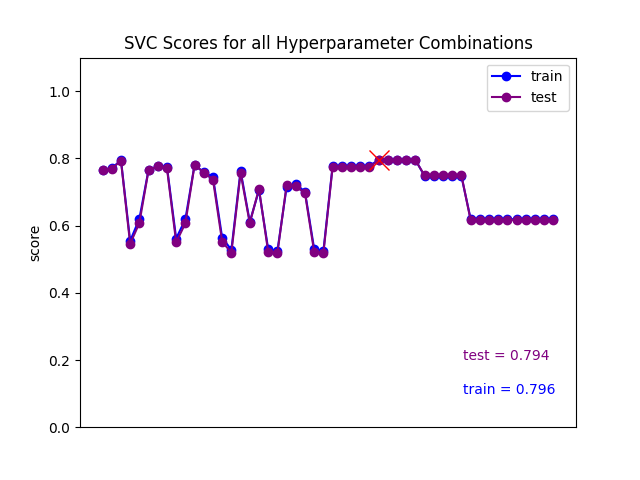 SVC Scores for all Hyperparameter Combinations
train
test
1.0
0.8
0.6
0.4
0.2
0.0
score
test = 0.794
train = 0.796